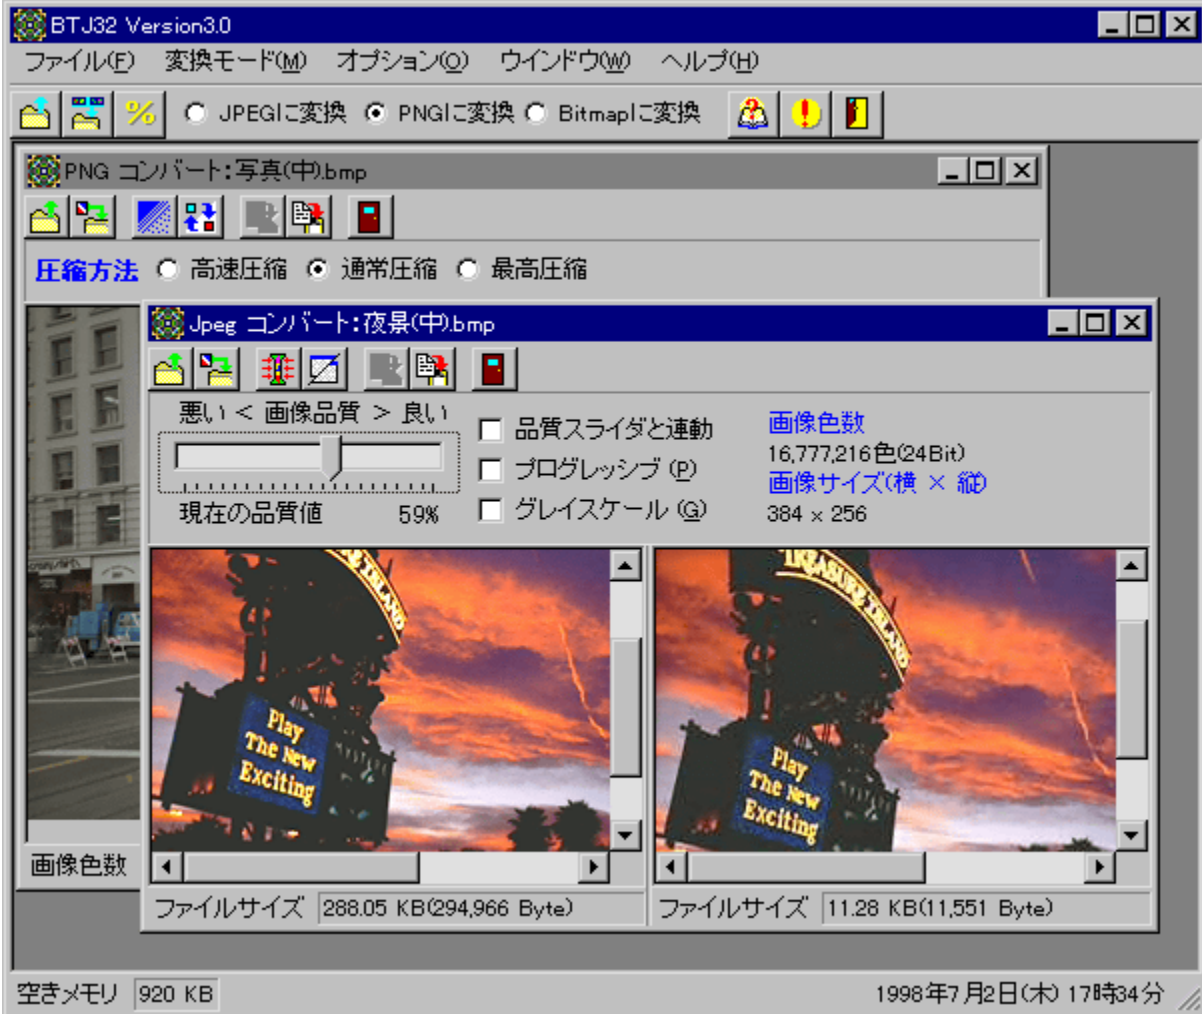 BTJ32 Version3.0
ファイル(F) 変換モード(M) オプション(O) ウインドウ(W) ヘルプ(H)
JPEGに変換 PNGに変換 Bitmapに変換
PNG コンバート:写真(中).bmp
圧縮方法 高速圧縮 通常圧縮 最高圧縮
Jpeg コンバート:夜景(中).bmp
悪い < 画像品質 > 良い
現在の品質値 59%
品質スライダと連動
プログレッシブ (P)
グレイスケール (G)
画像色数
16,777,216色(24Bit)
画像サイズ(横 × 縦)
384 × 256
ISLAND
Play
The New
Exciting
TREASURE ISLAND
Play
The New
Exciting
画像色数
ファイルサイズ 288.05 KB(294,966 Byte)
ファイルサイズ 11.28 KB(11,551 Byte)
空きメモリ 920 KB
1998年7月2日(木) 17時34分